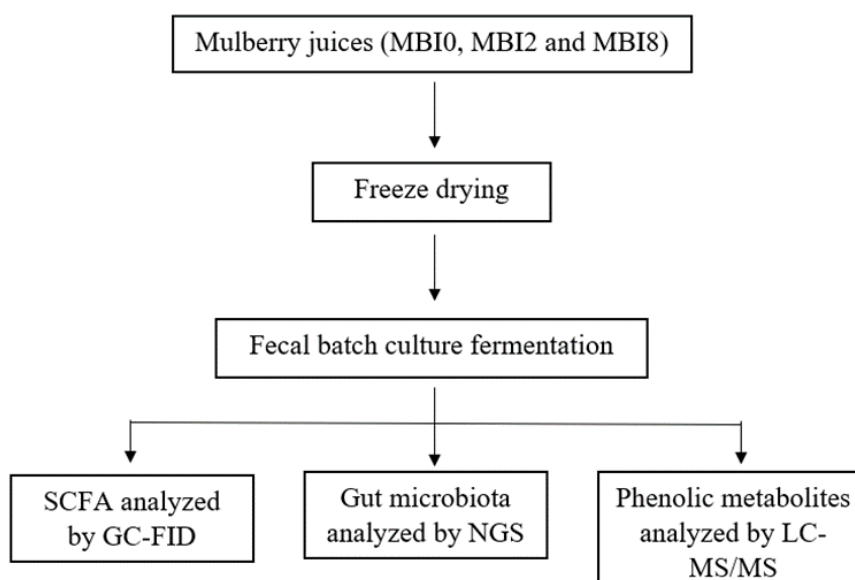 Mulberry juices (MBI0, MBI2 and MBI8)
Freeze drying
Fecal batch culture fermentation
SCFA analyzed
by GC-FID
Gut microbiota
analyzed by NGS
Phenolic metabolites
analyzed by LC-
MS/MS